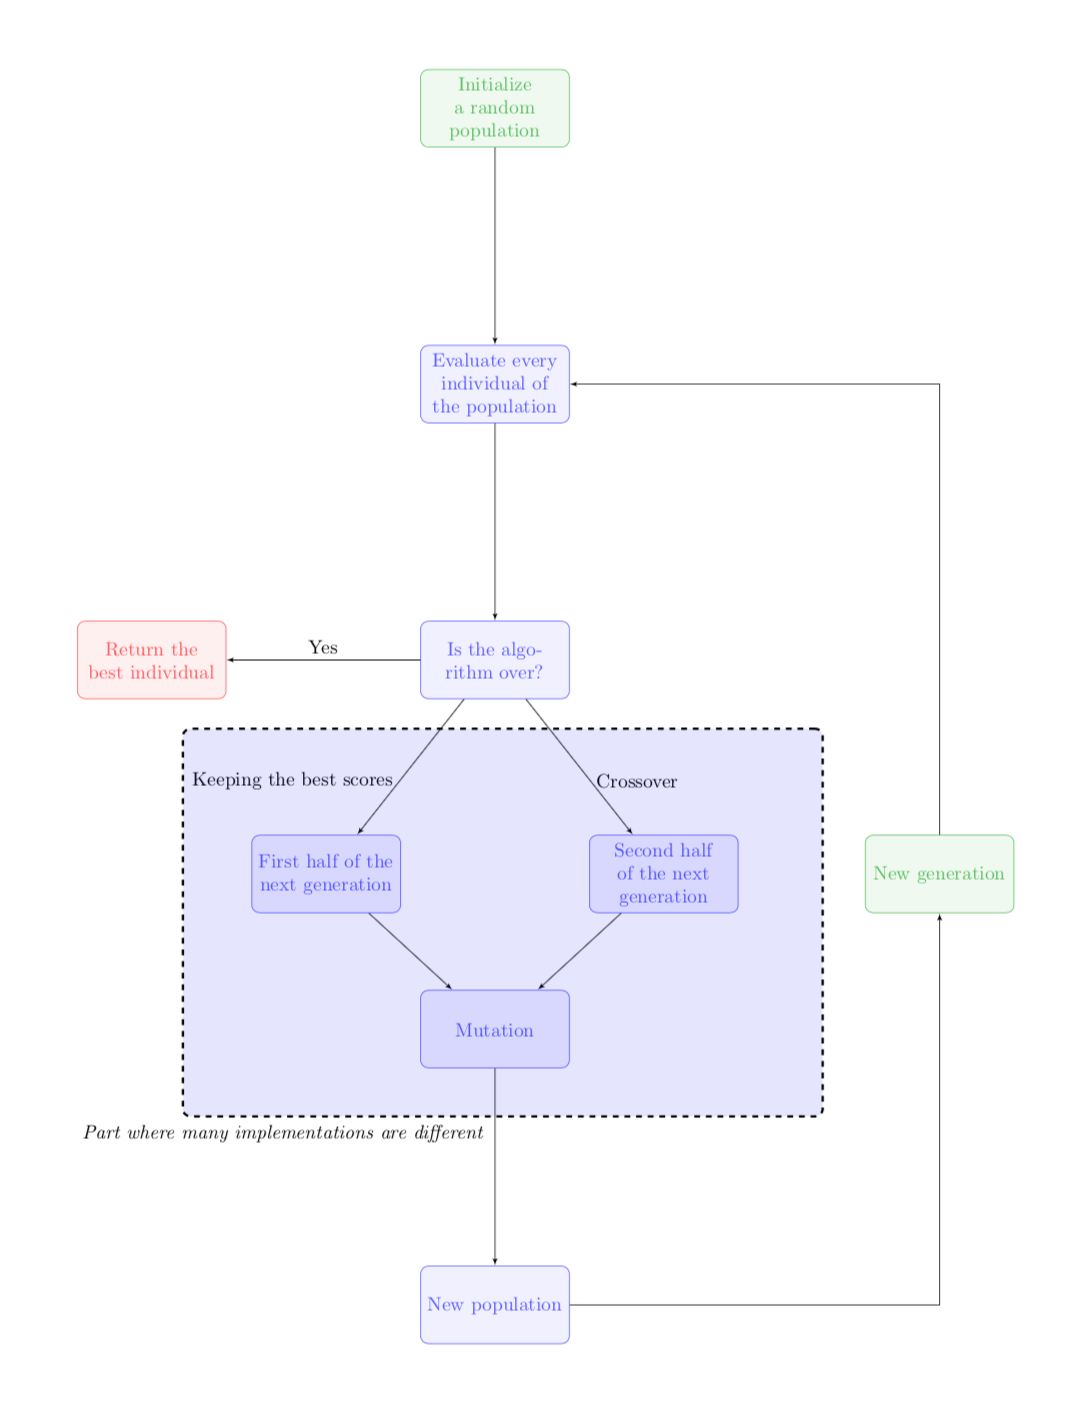 Initialize
a random
population
Evaluate every
individual of
the population
Is the algo-
rithm over?
Yes
Return the
best individual
Keeping the best scores
Crossover
First half of the
next generation
Second half
of the next
generation
New generation
Mutation
Part where many implementations are different
New population